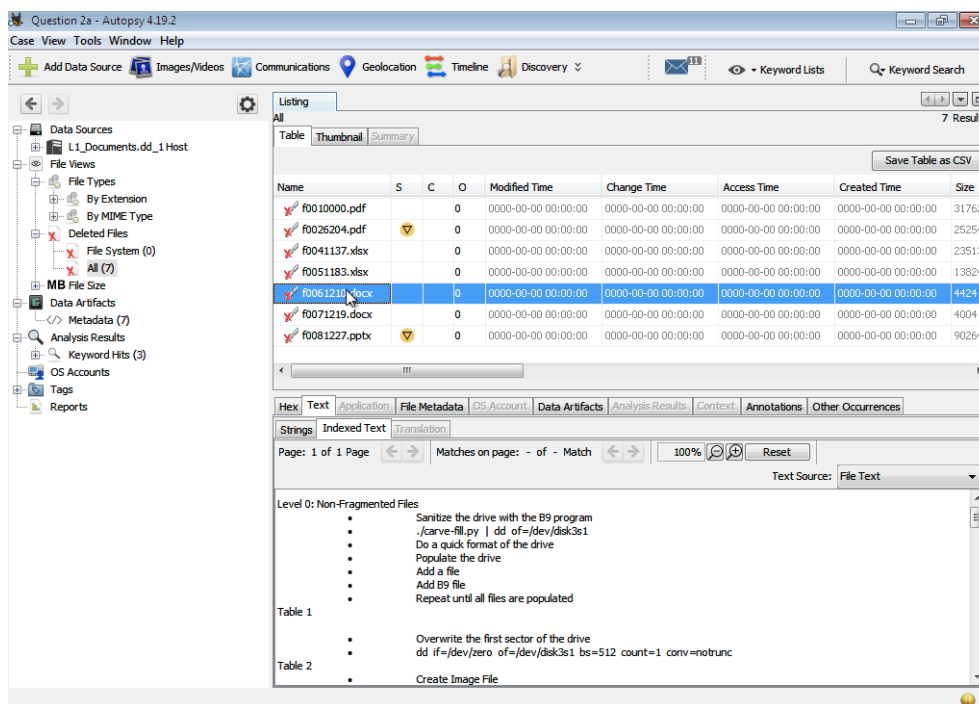 Question 2a - Autopsy 4.19.2
Case View Tools Window Help
Add Data Source Images/Videos Communications Geolocation Timeline Discovery 11 Keyword Lists Keyword Search
Listing
All
7 Resul
Table Thumbnail Summary
Save Table as CSV
Name S C O Modified Time Change Time Access Time Created Time Size
f0010000.pdf 0 0000-00-00 00:00:00 0000-00-00 00:00:00 0000-00-00 00:00:00 0000-00-00 00:00:00 3176
f0026204.pdf 0 0000-00-00 00:00:00 0000-00-00 00:00:00 0000-00-00 00:00:00 0000-00-00 00:00:00 2525
f0041137.xlsx 0 0000-00-00 00:00:00 0000-00-00 00:00:00 0000-00-00 00:00:00 0000-00-00 00:00:00 2351
f0051183.xlsx 0 0000-00-00 00:00:00 0000-00-00 00:00:00 0000-00-00 00:00:00 0000-00-00 00:00:00 1382
f0061210.docx 0 0000-00-00 00:00:00 0000-00-00 00:00:00 0000-00-00 00:00:00 0000-00-00 00:00:00 4424
f0071219.docx 0 0000-00-00 00:00:00 0000-00-00 00:00:00 0000-00-00 00:00:00 0000-00-00 00:00:00 4004
f0081227.pptx 0 0000-00-00 00:00:00 0000-00-00 00:00:00 0000-00-00 00:00:00 0000-00-00 00:00:00 9026
Data Sources
L1_Documents.dd_1 Host
File Views
File Types
By Extension
By MIME Type
Deleted Files
File System (0)
All (7)
MB File Size
Data Artifacts
Metadata (7)
Analysis Results
Keyword Hits (3)
OS Accounts
Tags
Reports
Hex Text Application File Metadata OS Account Data Artifacts Analysis Results Context Annotations Other Occurrences
Strings Indexed Text Translation
Page: 1 of 1 Page Matches on page: - of - Match 100% Reset
Text Source: File Text
Level 0: Non-Fragmented Files
• Sanitize the drive with the B9 program
• ./carve-fill.py | dd of=/dev/disk3s1
• Do a quick format of the drive
• Populate the drive
• Add a file
• Add B9 file
• Repeat until all files are populated
Table 1
• Overwrite the first sector of the drive
• dd if=/dev/zero of=/dev/disk3s1 bs=512 count=1 conv=notrunc
Table 2
• Create Image File